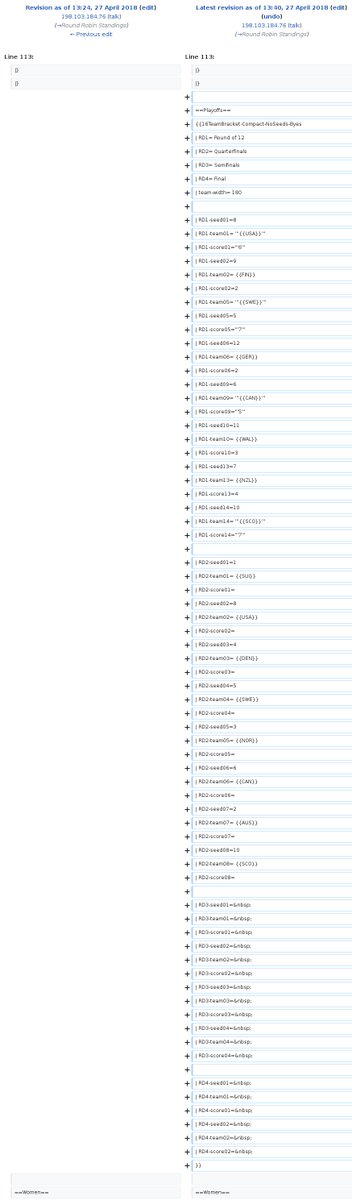 Revision as of 13:24, 27 April 2018 (edit)
198.103.184.76 (talk)
(→Round Robin Standings)
← Previous edit
Latest revision as of 13:40, 27 April 2018 (edit)
(undo)
198.103.184.76 (talk)
(→Round Robin Standings)
Line 113:
Line 113:
|}
|}
|}
|}
+
+ ==Playoffs==
+ {{16TeamBracket-Compact-NoSeeds-Byes
+ | RD1= Round of 12
+ | RD2= Quarterfinals
+ | RD3= Semifinals
+ | RD4= Final
+ | team-width= 180
+
+ | RD1-seed01=8
+ | RD1-team01= '''{{USA}}'''
+ | RD1-score01='''6'''
+ | RD1-seed02=9
+ | RD1-team02= {{FIN}}
+ | RD1-score02=2
+ | RD1-team05= '''{{SWE}}'''
+ | RD1-seed05=5
+ | RD1-score05='''7'''
+ | RD1-seed06=12
+ | RD1-team06= {{GER}}
+ | RD1-score06=2
+ | RD1-seed09=6
+ | RD1-team09= '''{{CAN}}'''
+ | RD1-score09='''5'''
+ | RD1-seed10=11
+ | RD1-team10= {{WAL}}
+ | RD1-score10=3
+ | RD1-seed13=7
+ | RD1-team13= {{NZL}}
+ | RD1-score13=4
+ | RD1-seed14=10
+ | RD1-team14= '''{{SCO}}'''
+ | RD1-score14='''7'''
+
+ | RD2-seed01=1
+ | RD2-team01= {{SUI}}
+ | RD2-score01=
+ | RD2-seed02=8
+ | RD2-team02= {{USA}}
+ | RD2-score02=
+ | RD2-seed03=4
+ | RD2-team03= {{DEN}}
+ | RD2-score03=
+ | RD2-seed04=5
+ | RD2-team04= {{SWE}}
+ | RD2-score04=
+ | RD2-seed05=3
+ | RD2-team05= {{NOR}}
+ | RD2-score05=
+ | RD2-seed06=6
+ | RD2-team06= {{CAN}}
+ | RD2-score06=
+ | RD2-seed07=2
+ | RD2-team07= {{AUS}}
+ | RD2-score07=
+ | RD2-seed08=10
+ | RD2-team08= {{SCO}}
+ | RD2-score08=
+
+ | RD3-seed01=&nbsp;
+ | RD3-team01=&nbsp;
+ | RD3-score01=&nbsp;
+ | RD3-seed02=&nbsp;
+ | RD3-team02=&nbsp;
+ | RD3-score02=&nbsp;
+ | RD3-seed03=&nbsp;
+ | RD3-team03=&nbsp;
+ | RD3-score03=&nbsp;
+ | RD3-seed04=&nbsp;
+ | RD3-team04=&nbsp;
+ | RD3-score04=&nbsp;
+
+ | RD4-seed01=&nbsp;
+ | RD4-team01=&nbsp;
+ | RD4-score01=&nbsp;
+ | RD4-seed02=&nbsp;
+ | RD4-team02=&nbsp;
+ | RD4-score02=&nbsp;
+ }}
==Women==
==Women==